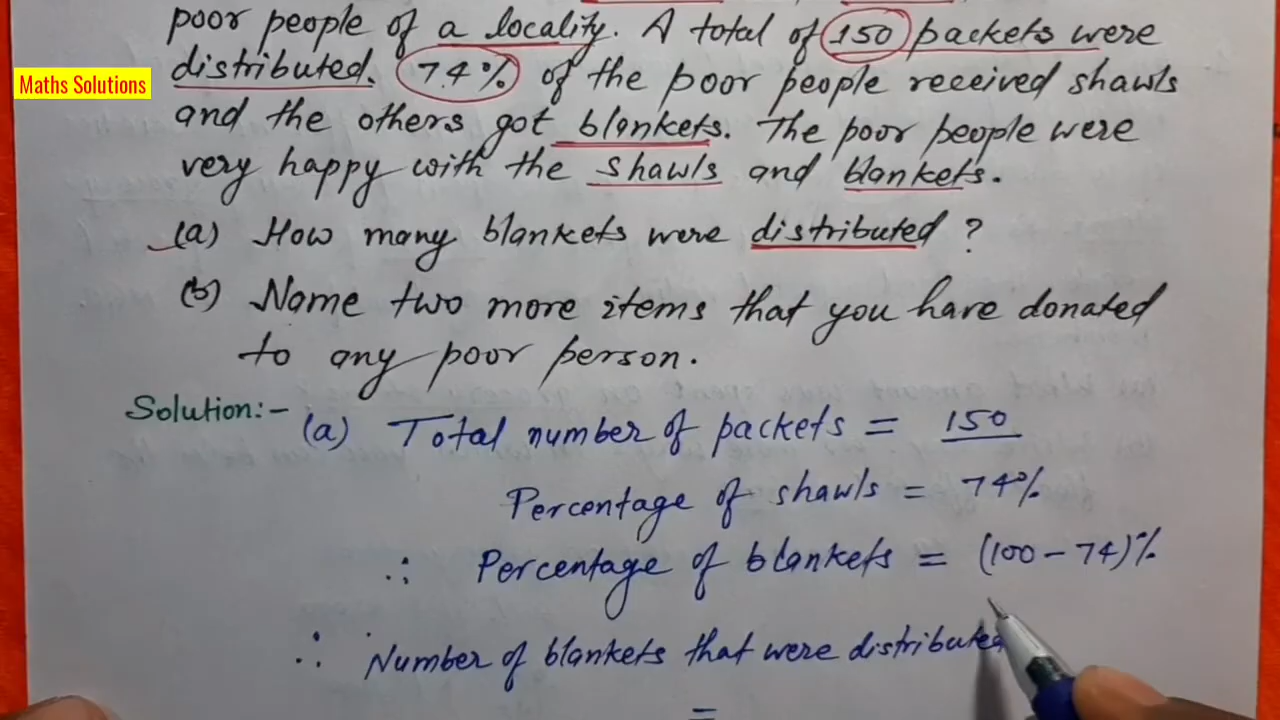 poor people of a locality. A total of 150 packets were
Maths Solutions
distributed. 74% of the poor people received shawls
and the others got blankets. The poor people were
very happy with the shawls and blankets.
(a) How many blankets were distributed ?
(b) Name two more items that you have donated
to any poor person.
Solution:-
(a) Total number of packets = 150
Percentage of shawls = 74%
∴ Percentage of blankets = (100-74)%
∴ Number of blankets that were distributed
=